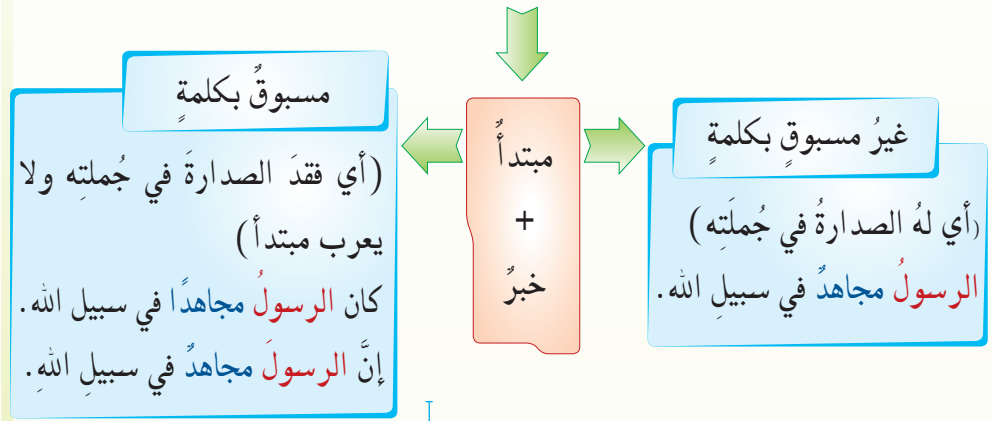 مبتدأٌ
+
خبرٌ
غيرُ مسبوقٍ بكلمةٍ
(أي لهُ الصدارةُ في جُملَتِه)
الرسولُ مجاهدٌ في سبيلِ الله.
مسبوقٌ بكلمةٍ
(أي فقدَ الصدارةَ في جُملتِه ولا
يعرب مبتدأ)
كان الرسولُ مجاهدًا في سبيل الله.
إنَّ الرسولَ مجاهدٌ في سبيلِ اللهِ.